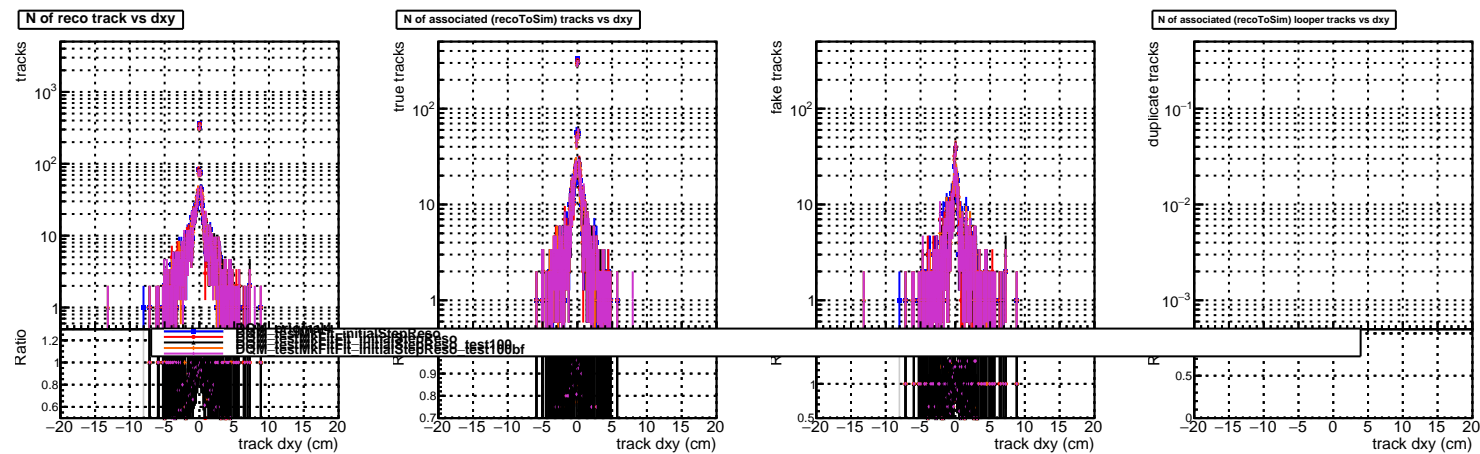 N of reco track vs dxy
tracks
10³
10²
10
1
Ratio
1.2
1.0
0.8
0.6
−20 −15 −10 −5 0 5 10 15 20
track dxy (cm)
N of associated (recoToSim) tracks vs dxy
true tracks
10²
10
1
0.9
0.8
0.7
−20 −15 −10 −5 0 5 10 15 20
track dxy (cm)
fake tracks
10²
10
1
1
0.5
−20 −15 −10 −5 0 5 10 15 20
track dxy (cm)
N of associated (recoToSim) looper tracks vs dxy
duplicate tracks
10⁻¹
10⁻²
10⁻³
0.5
0
−20 −15 −10 −5 0 5 10 15 20
track dxy (cm)
DQM_testMkFitFit_initialStepReso_test100bf